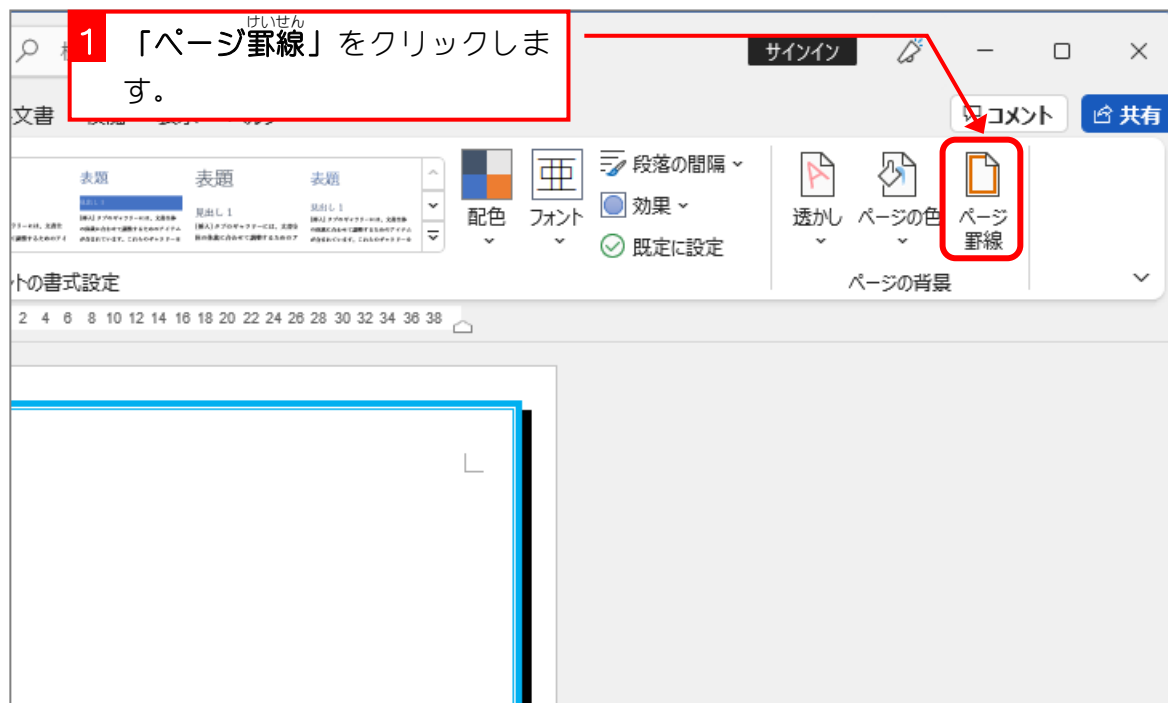 けいせん
1 「ページ罫線」をクリックしま
す。
サインイン
文書
コメント 共有
表題 表題 表題
見出し 1 見出し 1 見出し 1
配色 フォント
段落の間隔
効果
既定に設定
透かし ページの色 ページ
罫線
トの書式設定 ページの背景
2 4 6 8 10 12 14 16 18 20 22 24 26 28 30 32 34 36 38